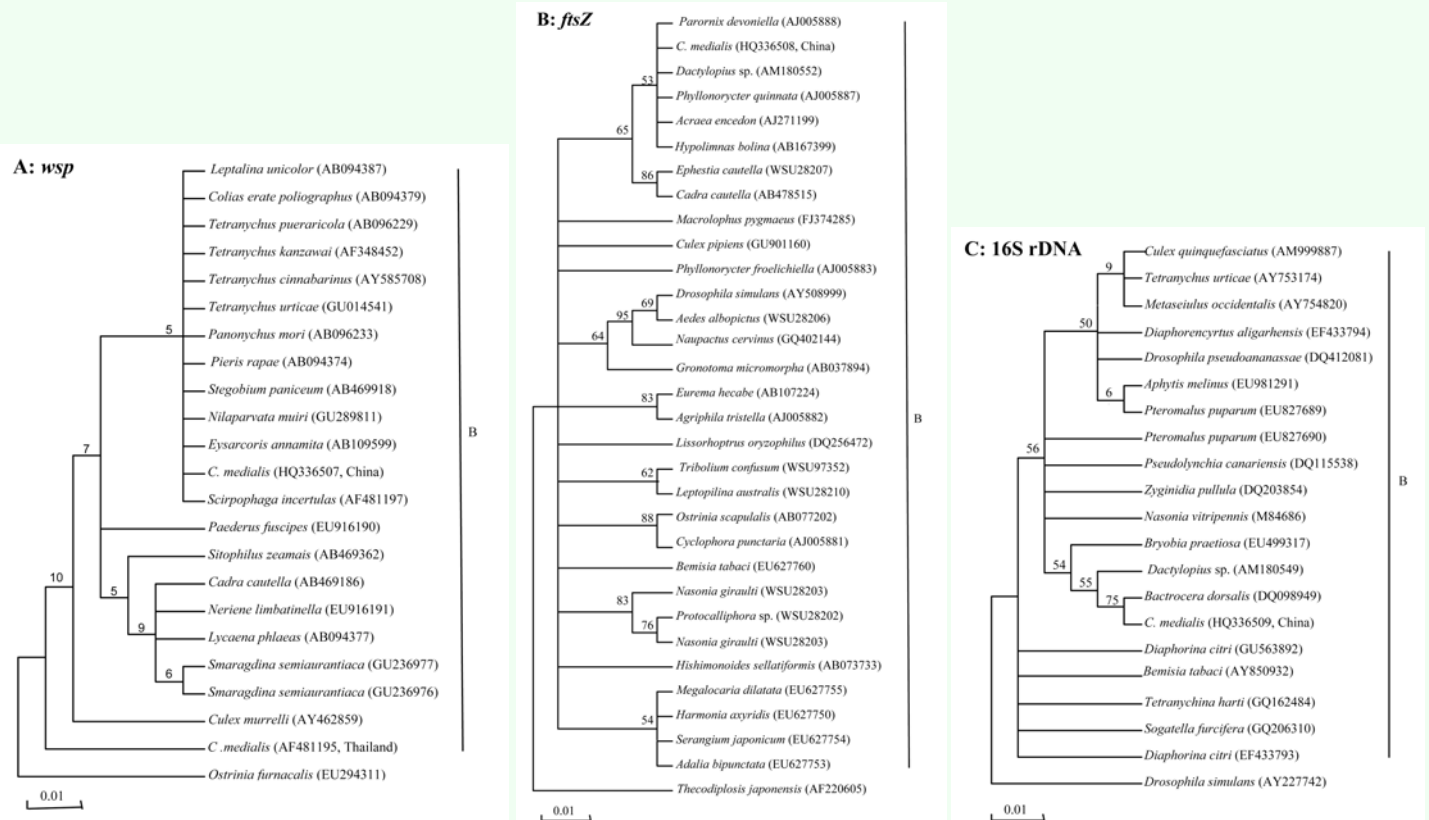 A: wsp
Leptalina unicolor (AB094387)
Colias erate poliographus (AB094379)
Tetranychus pueraricola (AB096229)
Tetranychus kanzawai (AF348452)
Tetranychus cinnabarinus (AY585708)
Tetranychus urticae (GU014541)
5
Panonychus mori (AB096233)
Pieris rapae (AB094374)
Stegobium paniceum (AB469918)
Nilaparvata muiri (GU289811)
B
Eysarcoris annamita (AB109599)
7
C. medialis (HQ336507, China)
Scirpophaga incertulas (AF481197)
Paederus fuscipes (EU916190)
Sitophilus zeamais (AB469362)
10
Cadra cautella (AB469186)
5
Neriene limbatinella (EU916191)
9
Lycaena phlaeas (AB094377)
Smaragdina semiaurantiaca (GU236977)
6
Smaragdina semiaurantiaca (GU236976)
Culex murrelli (AY462859)
C .medialis (AF481195, Thailand)
Ostrinia furnacalis (EU294311)
0.01
B: ftsZ
Parornix devoniella (AJ005888)
C. medialis (HQ336508, China)
Dactylopius sp. (AM180552)
53
Phyllonorycter quinnata (AJ005887)
Acraea encedon (AJ271199)
65
Hypolimnas bolina (AB167399)
Ephestia cautella (WSU28207)
86
Cadra cautella (AB478515)
Macrolophus pygmaeus (FJ374285)
Culex pipiens (GU901160)
Phyllonorycter froelichiella (AJ005883)
Drosophila simulans (AY508999)
69
Aedes albopictus (WSU28206)
95
Naupactus cervinus (GQ402144)
64
Gronotoma micromorpha (AB037894)
Eurema hecabe (AB107224)
83
Agriphila tristella (AJ005882)
B
Lissorhoptrus oryzophilus (DQ256472)
Tribolium confusum (WSU97352)
62
Leptopilina australis (WSU28210)
Ostrinia scapulalis (AB077202)
88
Cyclophora punctaria (AJ005881)
Bemisia tabaci (EU627760)
Nasonia giraulti (WSU28203)
83
Protocalliphora sp. (WSU28202)
76
Nasonia giraulti (WSU28203)
Hishimonoides sellatiformis (AB073733)
Megalocaria dilatata (EU627755)
54
Harmonia axyridis (EU627750)
Serangium japonicum (EU627754)
Adalia bipunctata (EU627753)
Thecodiplosis japonensis (AF220605)
0.01
C: 16S rDNA
Culex quinquefasciatus (AM999887)
9
Tetranychus urticae (AY753174)
Metaseiulus occidentalis (AY754820)
50
Diaphorencyrtus aligarhensis (EF433794)
Drosophila pseudoananassae (DQ412081)
Aphytis melinus (EU981291)
6
Pteromalus puparum (EU827689)
Pteromalus puparum (EU827690)
56
Pseudolynchia canariensis (DQ115538)
B
Zyginidia pullula (DQ203854)
Nasonia vitripennis (M84686)
Bryobia praetiosa (EU499317)
54
Dactylopius sp. (AM180549)
55
Bactrocera dorsalis (DQ098949)
75
C. medialis (HQ336509, China)
Diaphorina citri (GU563892)
Bemisia tabaci (AY850932)
Tetranychina harti (GQ162484)
Sogatella furcifera (GQ206310)
Diaphorina citri (EF433793)
Drosophila simulans (AY227742)
0.01